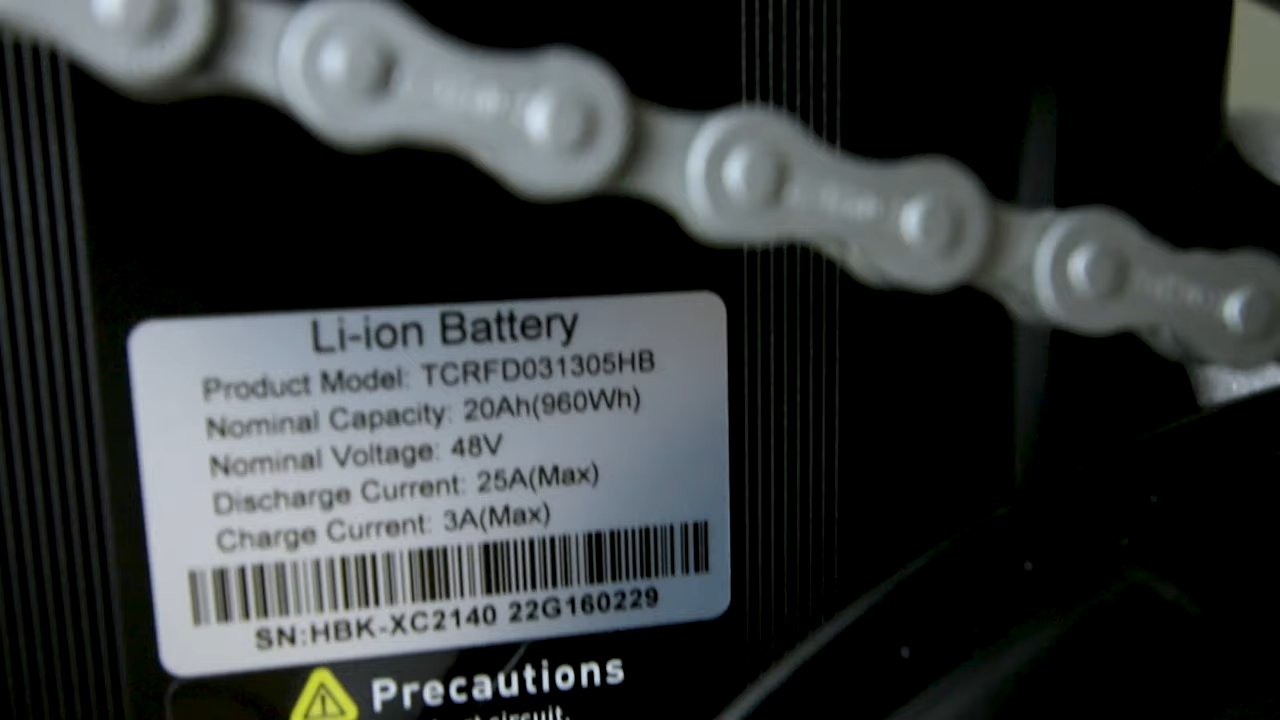 Li-ion Battery
Product Model: TCRFD031305HB
Nominal Capacity: 20Ah(960Wh)
Nominal Voltage: 48V
Discharge Current: 25A(Max)
Charge Current: 3A(Max)
SN:HBK-XC2140 22G160229
Precautions
circuit.